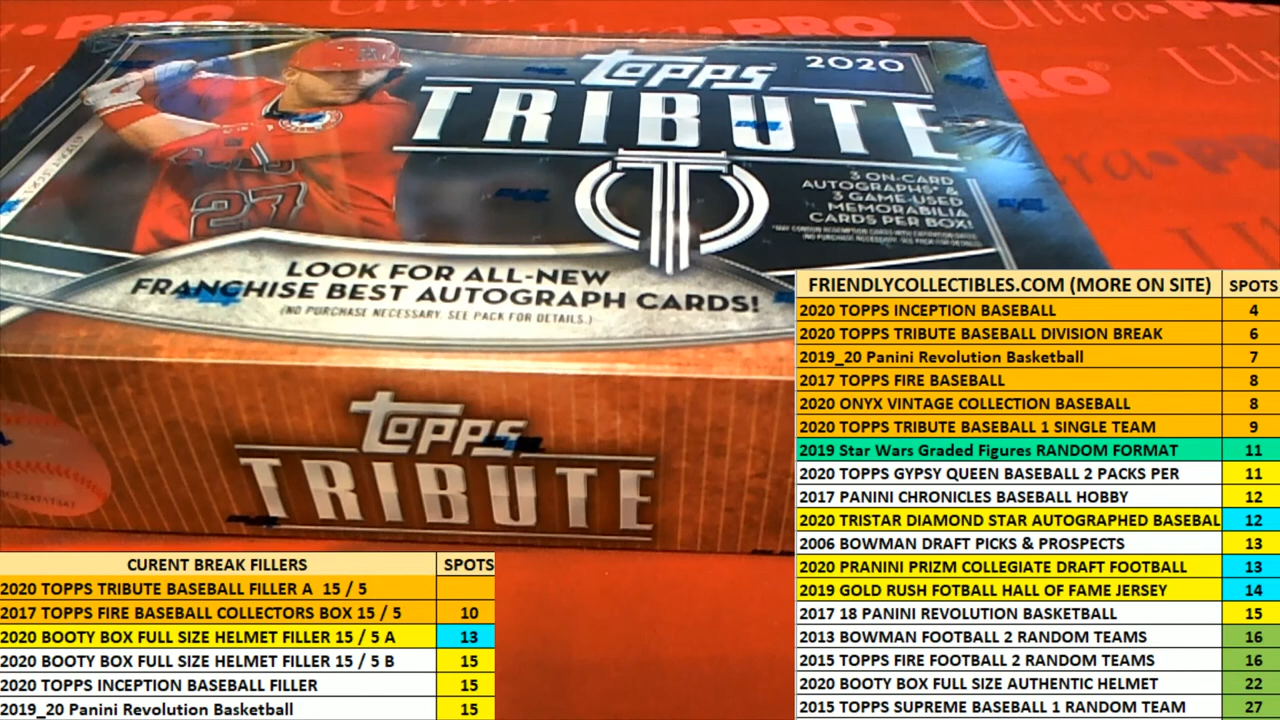 Ultra•PRO
topps 2020
TRIBUTE
3 ON-CARD
AUTOGRAPHS* &
3 GAME-USED
MEMORABILIA
CARDS PER BOX!
(NO PURCHASE NECESSARY. SEE PACK FOR DETAILS.)
27
LOOK FOR ALL-NEW
FRANCHISE BEST AUTOGRAPH CARDS!
(NO PURCHASE NECESSARY. SEE PACK FOR DETAILS.)
topps
TRIBUTE
FRIENDLYCOLLECTIBLES.COM (MORE ON SITE) SPOTS
2020 TOPPS INCEPTION BASEBALL 4
2020 TOPPS TRIBUTE BASEBALL DIVISION BREAK 6
2019_20 Panini Revolution Basketball 7
2017 TOPPS FIRE BASEBALL 8
2020 ONYX VINTAGE COLLECTION BASEBALL 8
2020 TOPPS TRIBUTE BASEBALL 1 SINGLE TEAM 9
2019 Star Wars Graded Figures RANDOM FORMAT 11
2020 TOPPS GYPSY QUEEN BASEBALL 2 PACKS PER 11
2017 PANINI CHRONICLES BASEBALL HOBBY 12
2020 TRISTAR DIAMOND STAR AUTOGRAPHED BASEBAL 12
2006 BOWMAN DRAFT PICKS & PROSPECTS 13
2020 PRANINI PRIZM COLLEGIATE DRAFT FOOTBALL 13
2019 GOLD RUSH FOTBALL HALL OF FAME JERSEY 14
2017 18 PANINI REVOLUTION BASKETBALL 15
2013 BOWMAN FOOTBALL 2 RANDOM TEAMS 16
2015 TOPPS FIRE FOOTBALL 2 RANDOM TEAMS 16
2020 BOOTY BOX FULL SIZE AUTHENTIC HELMET 22
2015 TOPPS SUPREME BASEBALL 1 RANDOM TEAM 27
CURENT BREAK FILLERS SPOTS
2020 TOPPS TRIBUTE BASEBALL FILLER A 15 / 5
2017 TOPPS FIRE BASEBALL COLLECTORS BOX 15 / 5 10
2020 BOOTY BOX FULL SIZE HELMET FILLER 15 / 5 A 13
2020 BOOTY BOX FULL SIZE HELMET FILLER 15 / 5 B 15
2020 TOPPS INCEPTION BASEBALL FILLER 15
2019_20 Panini Revolution Basketball 15